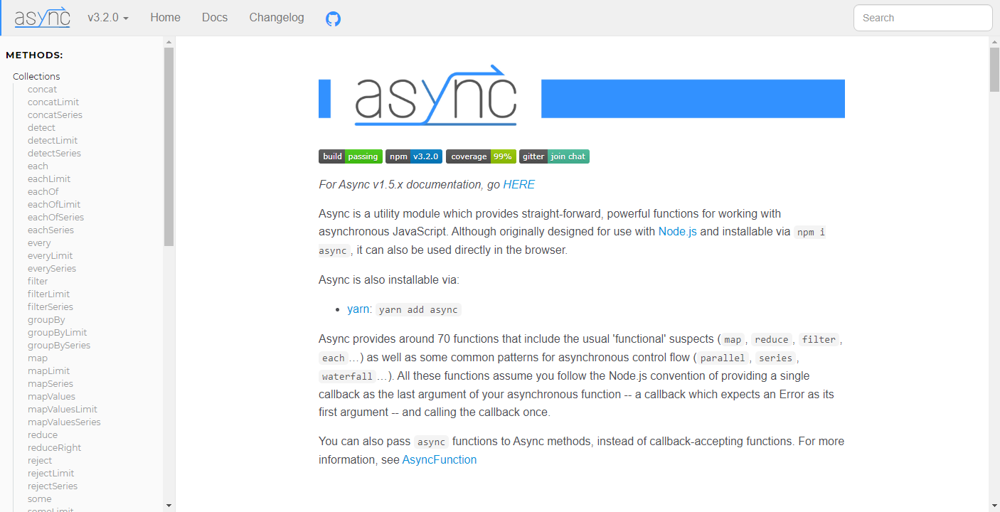 async v3.2.0 Home Docs Changelog Search
METHODS:
Collections
concat
concatLimit
concatSeries
detect
detectLimit
detectSeries
each
eachLimit
eachOf
eachOfLimit
eachOfSeries
eachSeries
every
everyLimit
everySeries
filter
filterLimit
filterSeries
groupBy
groupByLimit
groupBySeries
map
mapLimit
mapSeries
mapValues
mapValuesLimit
mapValuesSeries
reduce
reduceRight
reject
rejectLimit
rejectSeries
some
someLimit
async
build passing npm v3.2.0 coverage 99% gitter join chat
For Async v1.5.x documentation, go HERE
Async is a utility module which provides straight-forward, powerful functions for working with
asynchronous JavaScript. Although originally designed for use with Node.js and installable via npm i
async, it can also be used directly in the browser.
Async is also installable via:
• yarn: yarn add async
Async provides around 70 functions that include the usual 'functional' suspects (map, reduce, filter,
each…) as well as some common patterns for asynchronous control flow (parallel, series,
waterfall…). All these functions assume you follow the Node.js convention of providing a single
callback as the last argument of your asynchronous function -- a callback which expects an Error as its
first argument -- and calling the callback once.
You can also pass async functions to Async methods, instead of callback-accepting functions. For more
information, see AsyncFunction